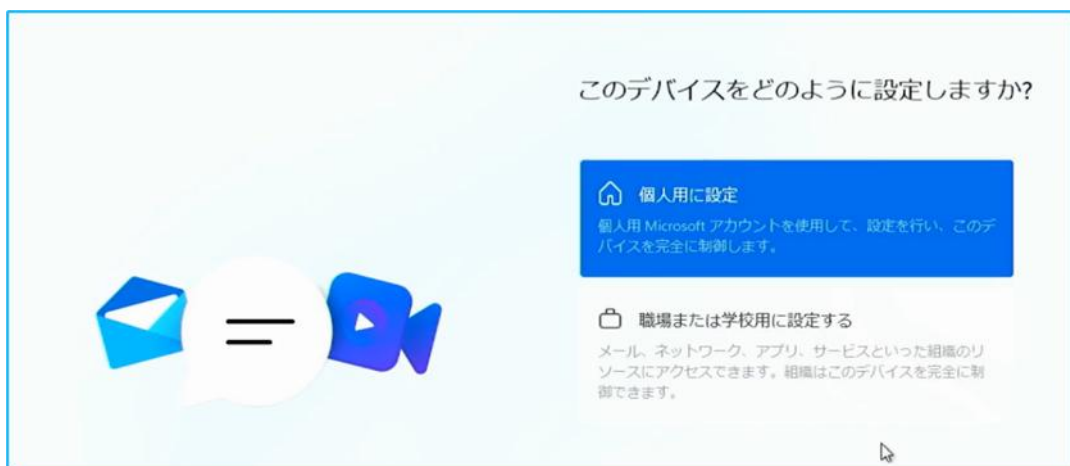 このデバイスをどのように設定しますか?
個人用に設定
個人用 Microsoft アカウントを使用して、設定を行い、このデ
バイスを完全に制御します。
職場または学校用に設定する
メール、ネットワーク、アプリ、サービスといった組織のリ
ソースにアクセスできます。組織はこのデバイスを完全に制
御できます。